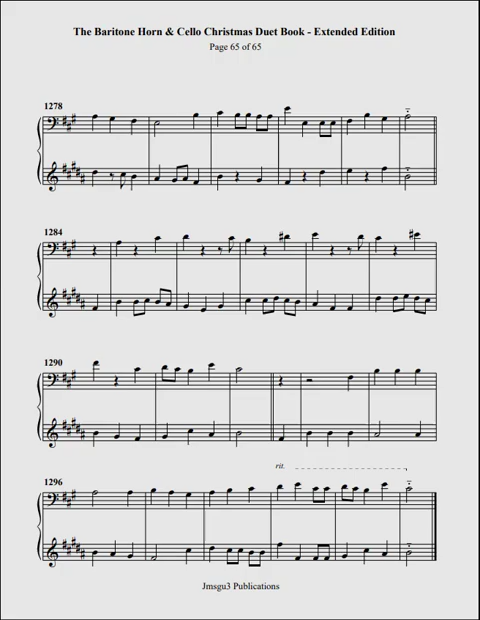 The Baritone Horn & Cello Christmas Duet Book - Extended Edition
Page 65 of 65
1278
1284
1290
rit.
1296
Jmsgu3 Publications